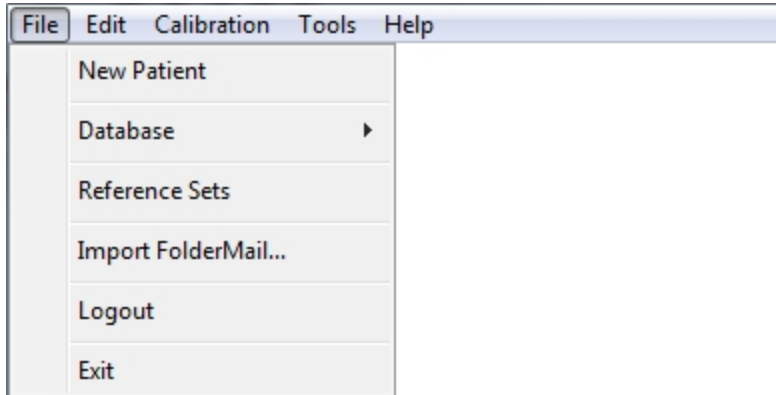 File Edit Calibration Tools Help
New Patient
Database
Reference Sets
Import FolderMail...
Logout
Exit